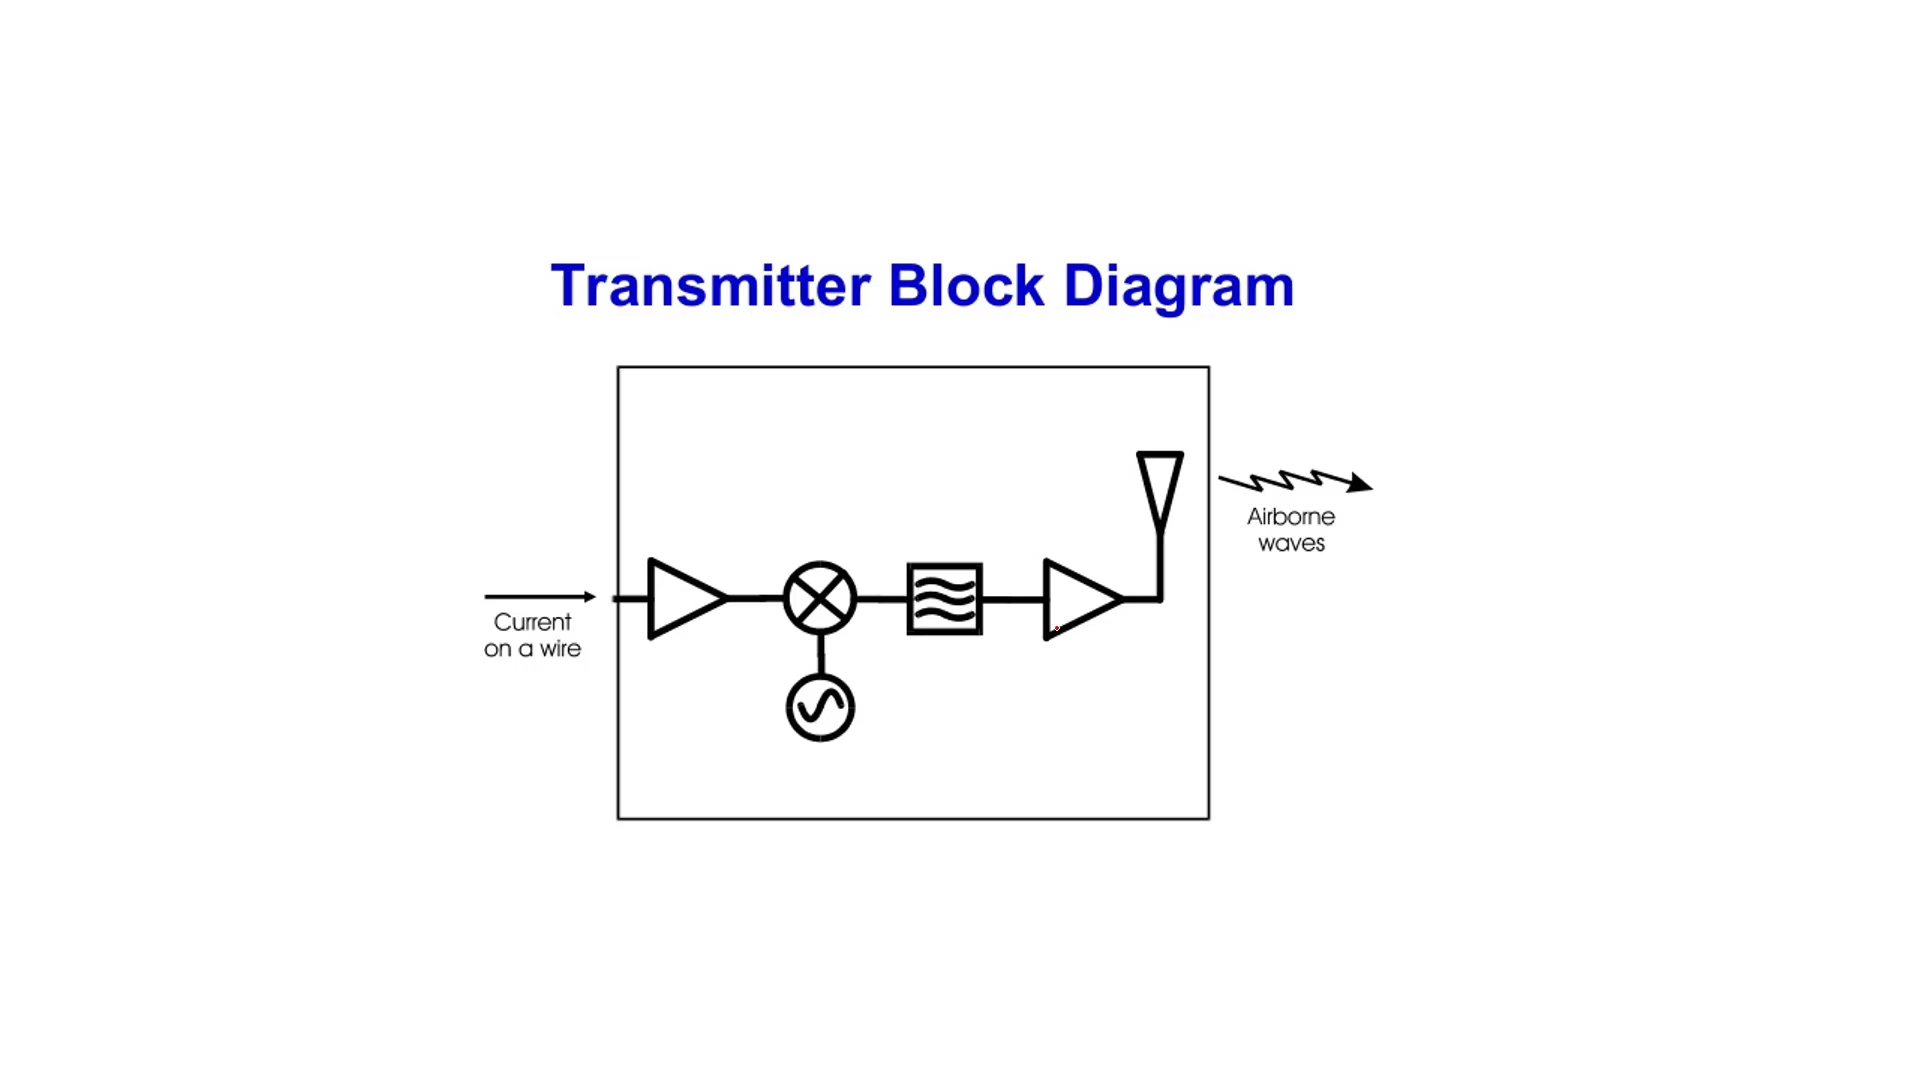 Transmitter Block Diagram
Airborne
waves
Current
on a wire